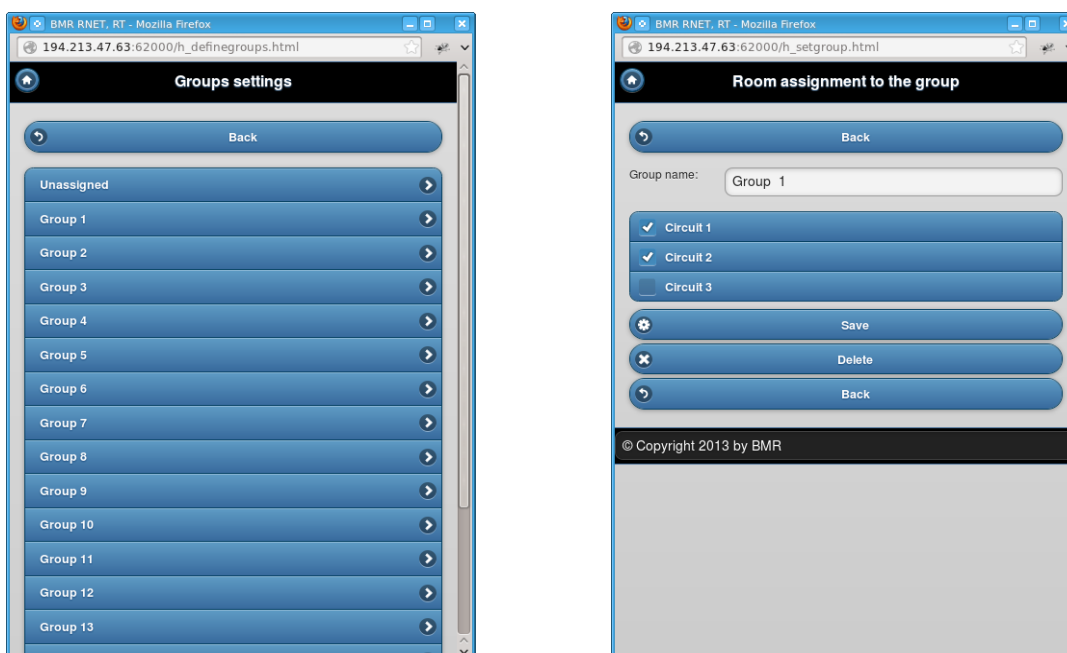 BMR RNET, RT - Mozilla Firefox
194.213.47.63:62000/h_definegroups.html
Groups settings
Back
Unassigned
Group 1
Group 2
Group 3
Group 4
Group 5
Group 6
Group 7
Group 8
Group 9
Group 10
Group 11
Group 12
Group 13
BMR RNET, RT - Mozilla Firefox
194.213.47.63:62000/h_setgroup.html
Room assignment to the group
Back
Group name: Group 1
Circuit 1
Circuit 2
Circuit 3
Save
Delete
Back
© Copyright 2013 by BMR